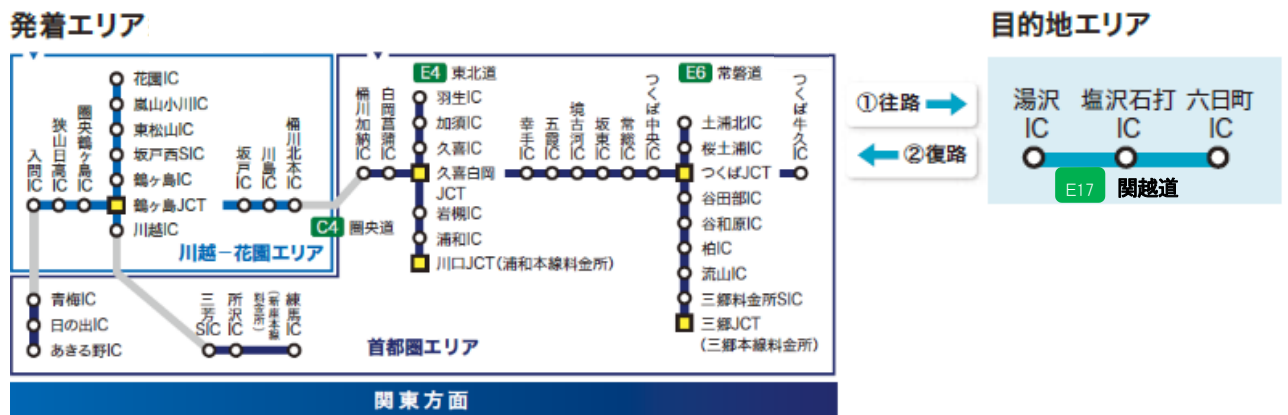 発着エリア
目的地エリア
花園IC
嵐山小川IC
東松山IC
坂戸西SIC
鶴ヶ島IC
鶴ヶ島JCT
川越IC
入間IC
狭山日高IC
圏央鶴ヶ島IC
坂戸IC
川島IC
桶川北本IC
川越－花園エリア
C4 圏央道
桶川加納IC
白岡菖蒲IC
E4 東北道
羽生IC
加須IC
久喜IC
久喜白岡
JCT
岩槻IC
浦和IC
川口JCT(浦和本線料金所)
幸手IC
五霞IC
境古河IC
坂東IC
常総IC
つくば中央IC
E6 常磐道
土浦北IC
桜土浦IC
つくばJCT
谷田部IC
谷和原IC
柏IC
流山IC
三郷料金所SIC
三郷JCT
(三郷本線料金所)
つくば牛久IC
青梅IC
日の出IC
あきる野IC
三芳SIC
所沢IC
練馬IC
(新座本線料金所)
首都圏エリア
関東方面
①往路
②復路
湯沢IC
塩沢石打IC
六日町IC
E17 関越道